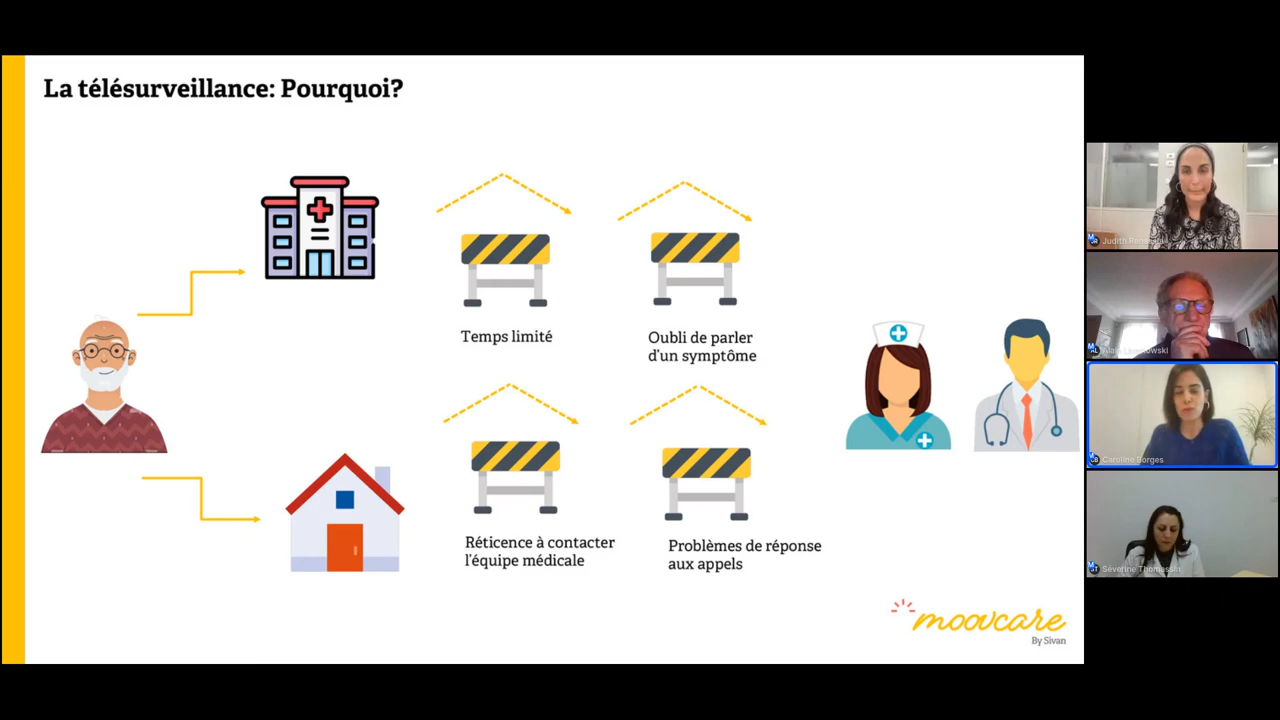 La télésurveillance: Pourquoi?
Temps limité
Oubli de parler
d'un symptôme
Réticence à contacter
l'équipe médicale
Problèmes de réponse
aux appels
moovcare
By Sivan
Judith
Caroline Borges
Séverine